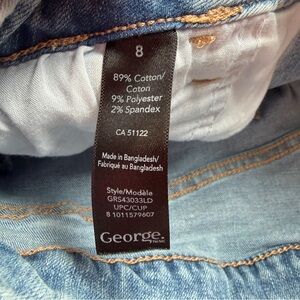 8
89% Cotton/
Coton
9% Polyester
2% Spandex
CA 51122
Made in Bangladesh/
Fabriqué au Bangladesh
Style/Modèle
GRS43033LD
UPC/CUP
8 1011579607
George.